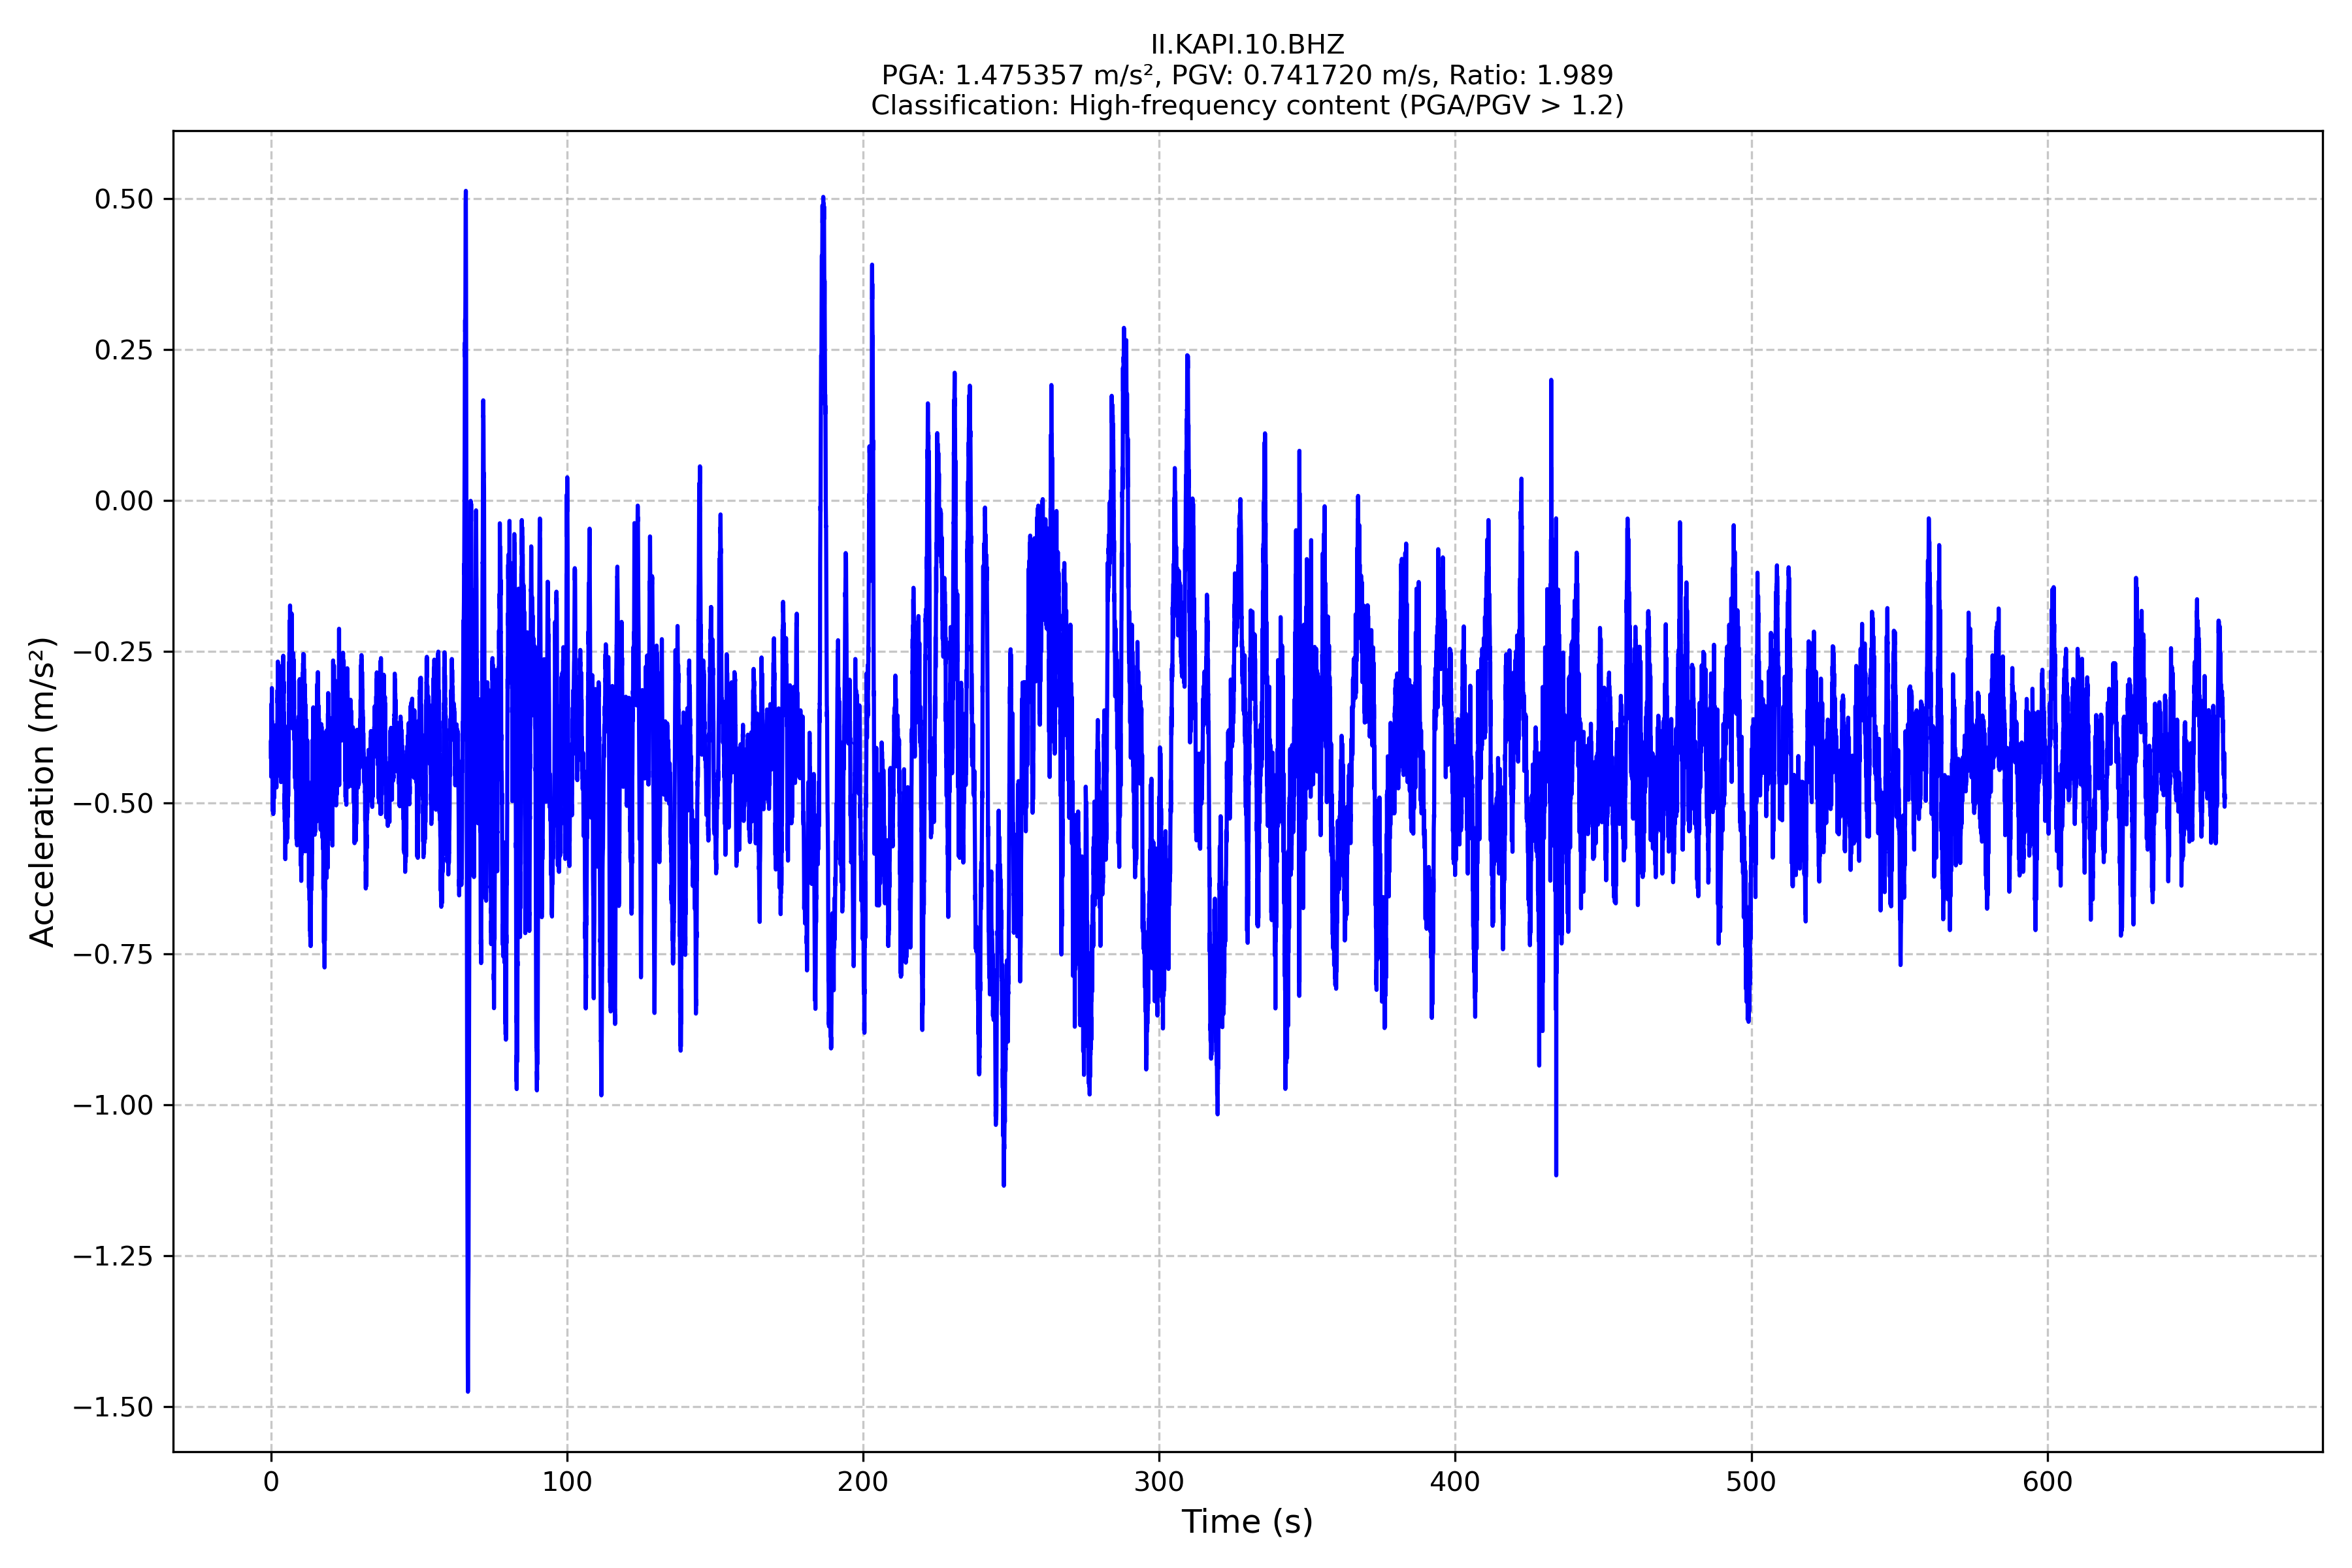 II.KAPI.10.BHZ
PGA: 1.475357 m/s², PGV: 0.741720 m/s, Ratio: 1.989
Classification: High-frequency content (PGA/PGV > 1.2)
Acceleration (m/s²)
0.50
0.25
0.00
−0.25
−0.50
−0.75
−1.00
−1.25
−1.50
0 100 200 300 400 500 600
Time (s)